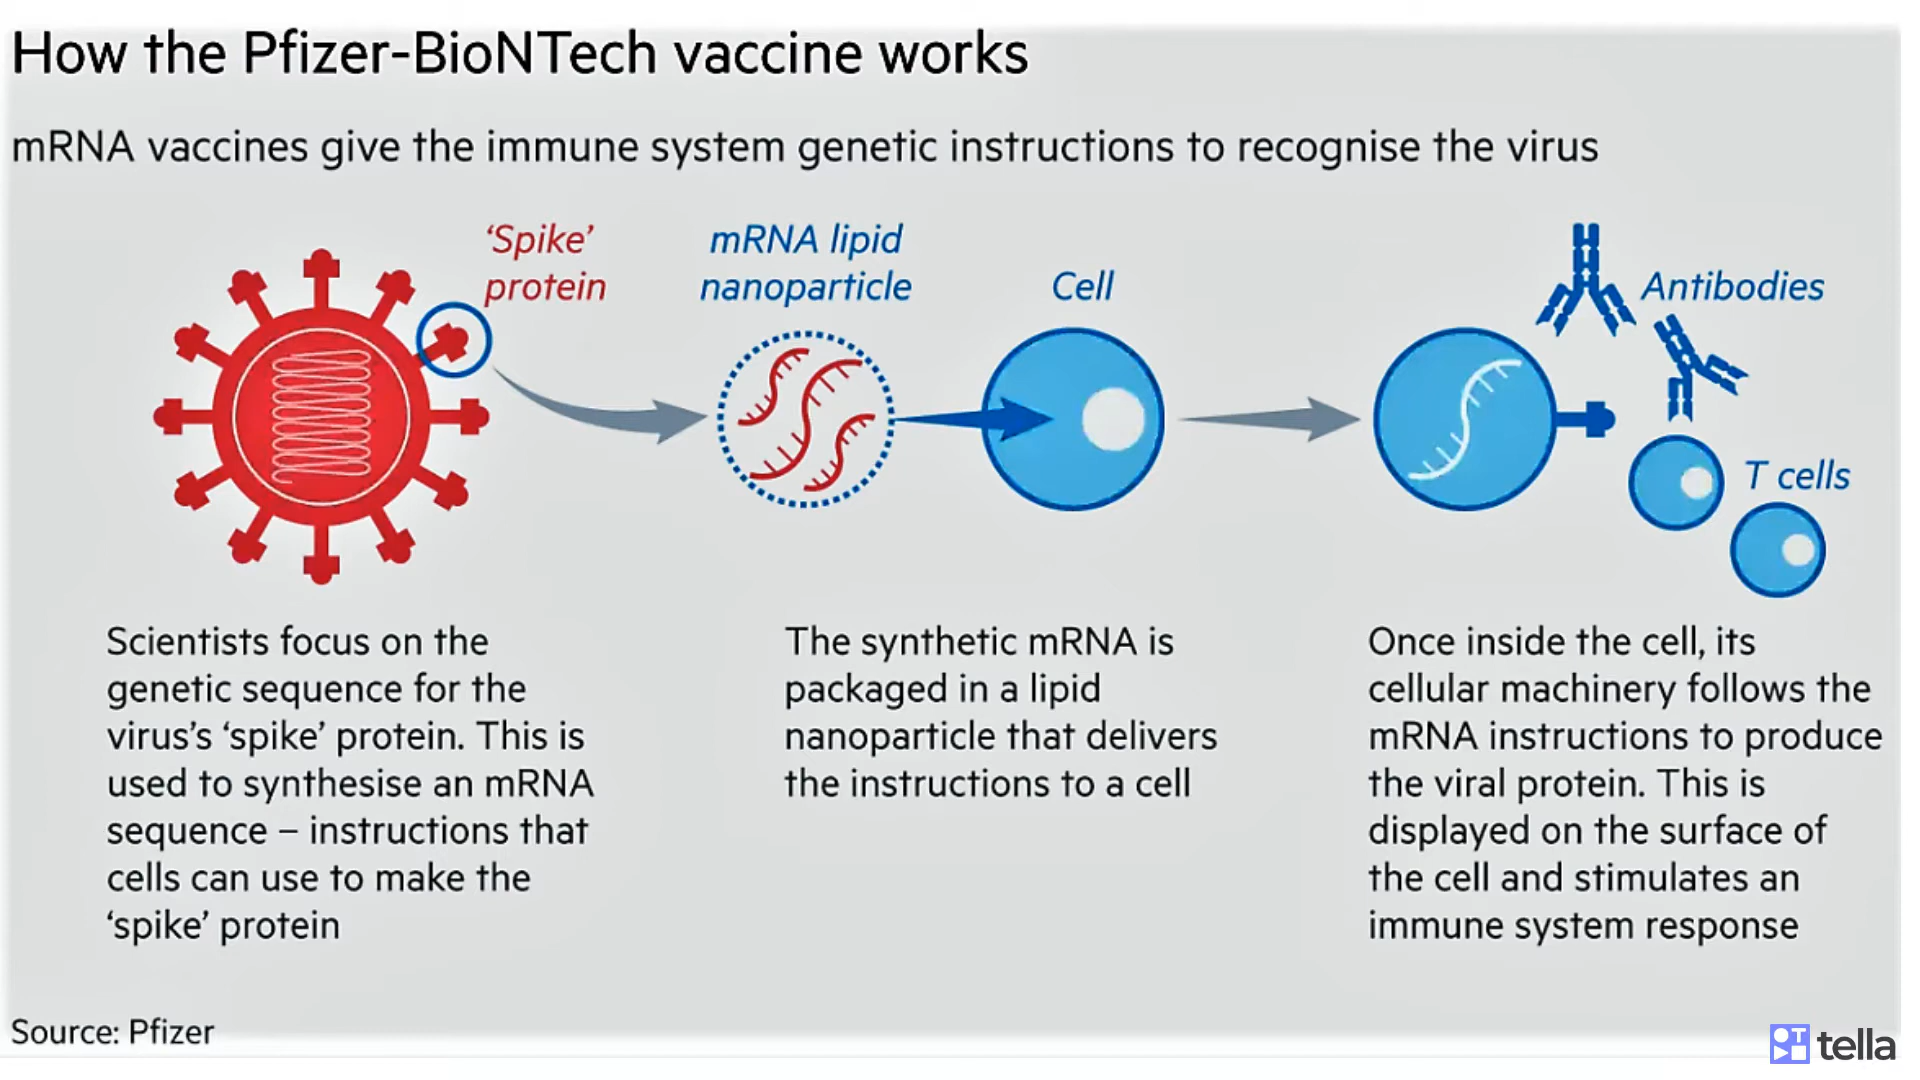 How the Pfizer-BioNTech vaccine works
mRNA vaccines give the immune system genetic instructions to recognise the virus
‘Spike’
protein
mRNA lipid
nanoparticle
Cell
Antibodies
T cells
Scientists focus on the
genetic sequence for the
virus’s ‘spike’ protein. This is
used to synthesise an mRNA
sequence – instructions that
cells can use to make the
‘spike’ protein
The synthetic mRNA is
packaged in a lipid
nanoparticle that delivers
the instructions to a cell
Once inside the cell, its
cellular machinery follows the
mRNA instructions to produce
the viral protein. This is
displayed on the surface of
the cell and stimulates an
immune system response
Source: Pfizer
tella